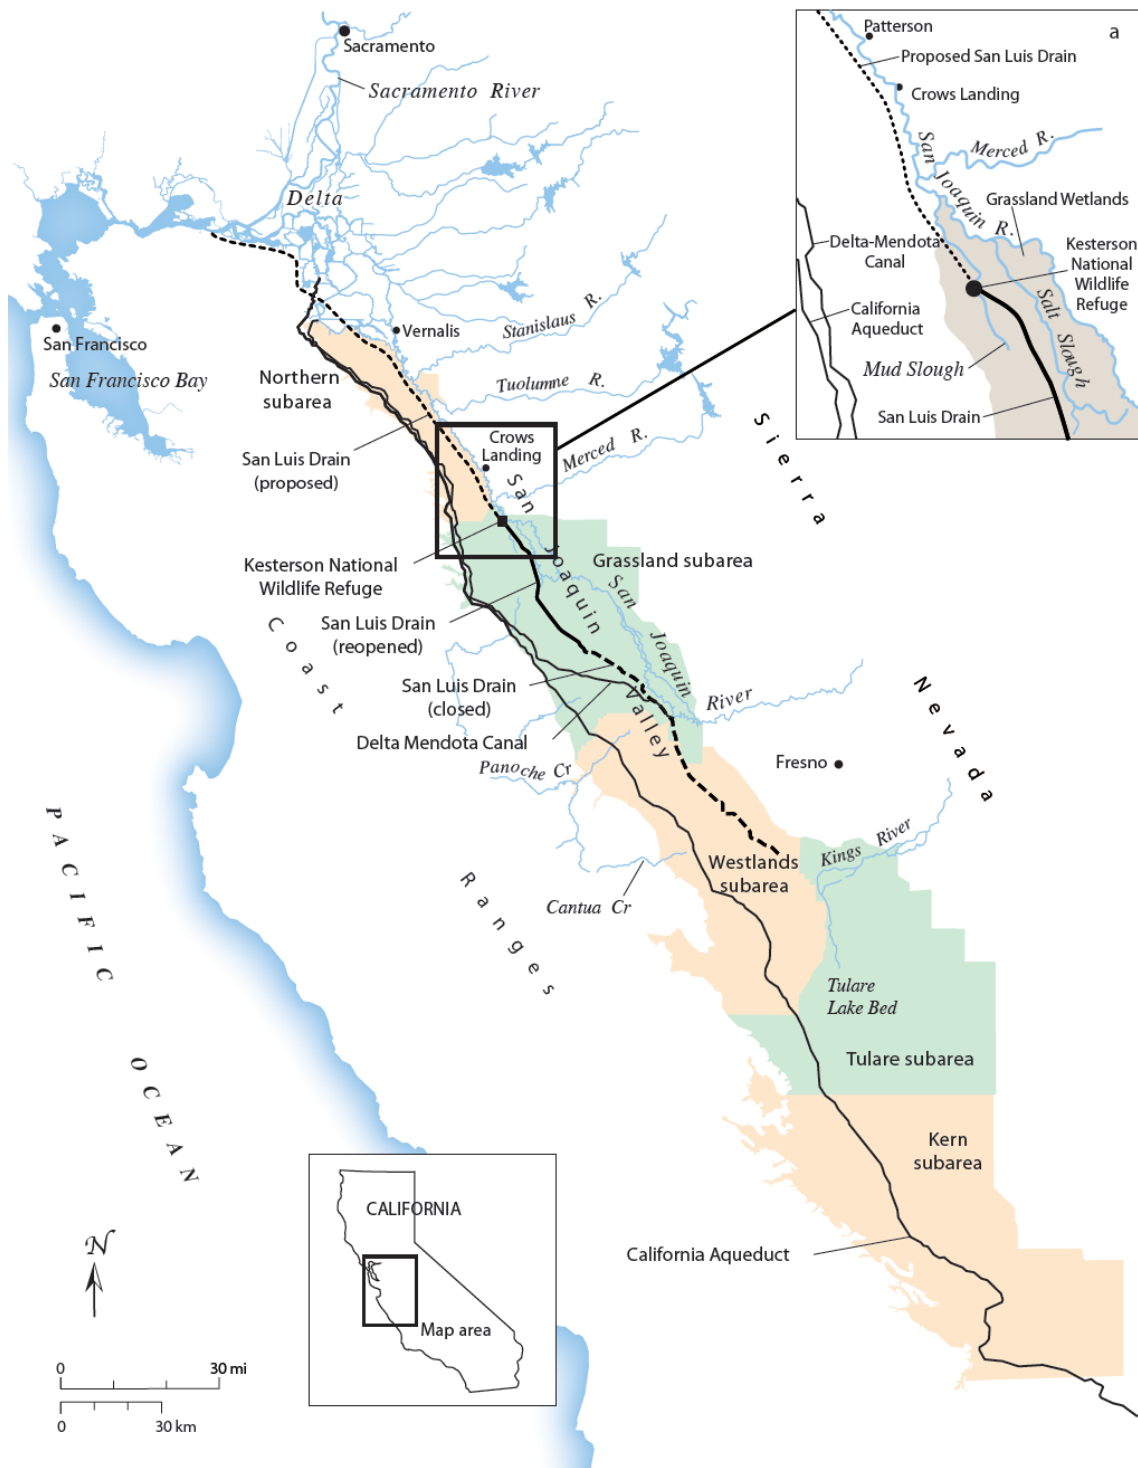 Sacramento
Sacramento River
Delta
Vernalis
San Francisco
San Francisco Bay
Northern
subarea
Stanislaus R.
Tuolumne R.
San Luis Drain
(proposed)
Crows
Landing
Merced R.
Kesterson National
Wildlife Refuge
Grassland subarea
San Joaquin Valley
San Joaquin River
San Luis Drain
(reopened)
San Luis Drain
(closed)
Delta Mendota Canal
Panoche Cr
Fresno
Sierra Nevada
Coast Ranges
Westlands
subarea
Kings River
Cantua Cr
Tulare
Lake Bed
Tulare subarea
Kern
subarea
California Aqueduct
PACIFIC OCEAN
N
0 30 mi
0 30 km
CALIFORNIA
Map area
a
Patterson
Proposed San Luis Drain
Crows Landing
San Joaquin R.
Merced R.
Grassland Wetlands
Delta-Mendota
Canal
Kesterson
National
Wildlife
Refuge
California
Aqueduct
Salt Slough
Mud Slough
San Luis Drain